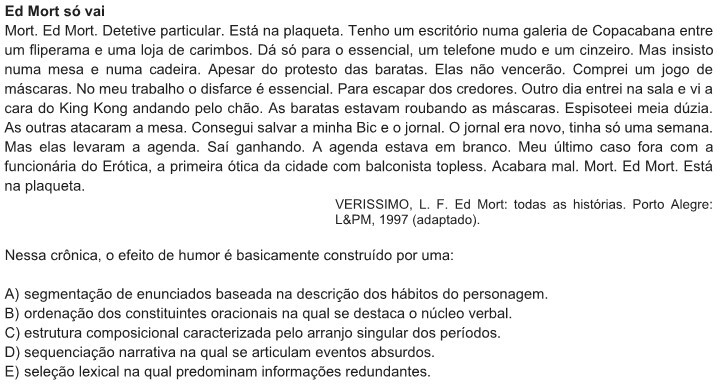 Ed Mort só vai
Mort. Ed Mort. Detetive particular. Está na plaqueta. Tenho um escritório numa galeria de Copacabana entre
um fliperama e uma loja de carimbos. Dá só para o essencial, um telefone mudo e um cinzeiro. Mas insisto
numa mesa e numa cadeira. Apesar do protesto das baratas. Elas não vencerão. Comprei um jogo de
máscaras. No meu trabalho o disfarce é essencial. Para escapar dos credores. Outro dia entrei na sala e vi a
cara do King Kong andando pelo chão. As baratas estavam roubando as máscaras. Espisoteei meia dúzia.
As outras atacaram a mesa. Consegui salvar a minha Bic e o jornal. O jornal era novo, tinha só uma semana.
Mas elas levaram a agenda. Saí ganhando. A agenda estava em branco. Meu último caso fora com a
funcionária do Erótica, a primeira ótica da cidade com balconista topless. Acabara mal. Mort. Ed Mort. Está
na plaqueta.
VERISSIMO, L. F. Ed Mort: todas as histórias. Porto Alegre:
L&PM, 1997 (adaptado).
Nessa crônica, o efeito de humor é basicamente construído por uma:
A) segmentação de enunciados baseada na descrição dos hábitos do personagem.
B) ordenação dos constituintes oracionais na qual se destaca o núcleo verbal.
C) estrutura composicional caracterizada pelo arranjo singular dos períodos.
D) sequenciação narrativa na qual se articulam eventos absurdos.
E) seleção lexical na qual predominam informações redundantes.